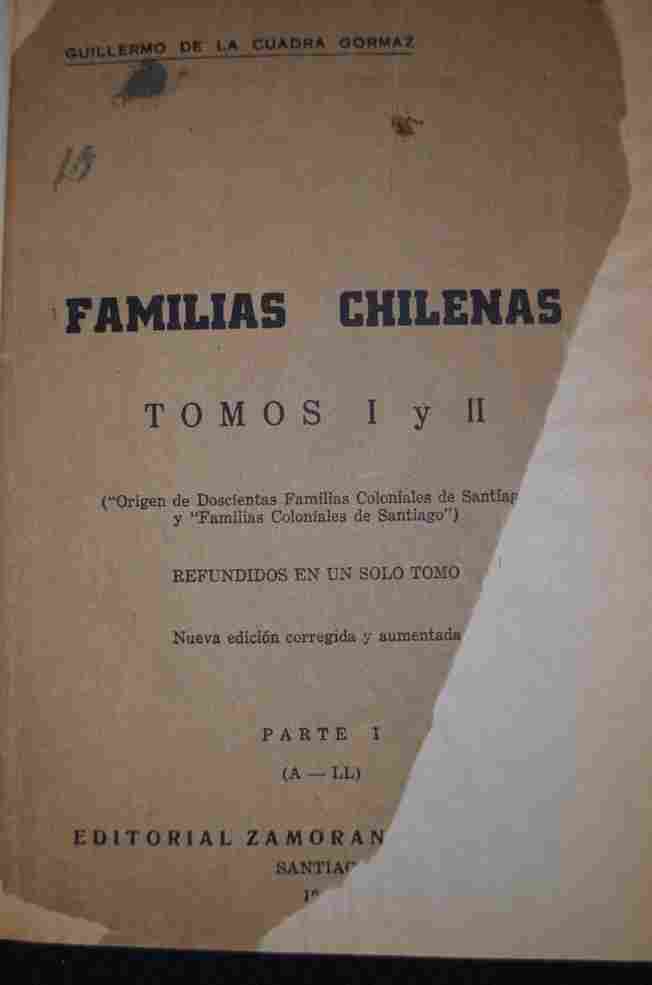 GUILLERMO DE LA CUADRA GORMAZ
FAMILIAS CHILENAS
TOMOS I y II
("Origen de Doscientas Familias Coloniales de Santiag
y "Familias Coloniales de Santiago")
REFUNDIDOS EN UN SOLO TOMO
Nueva edición corregida y aumentada
PARTE I
(A — LL)
EDITORIAL ZAMORAN
SANTIAG